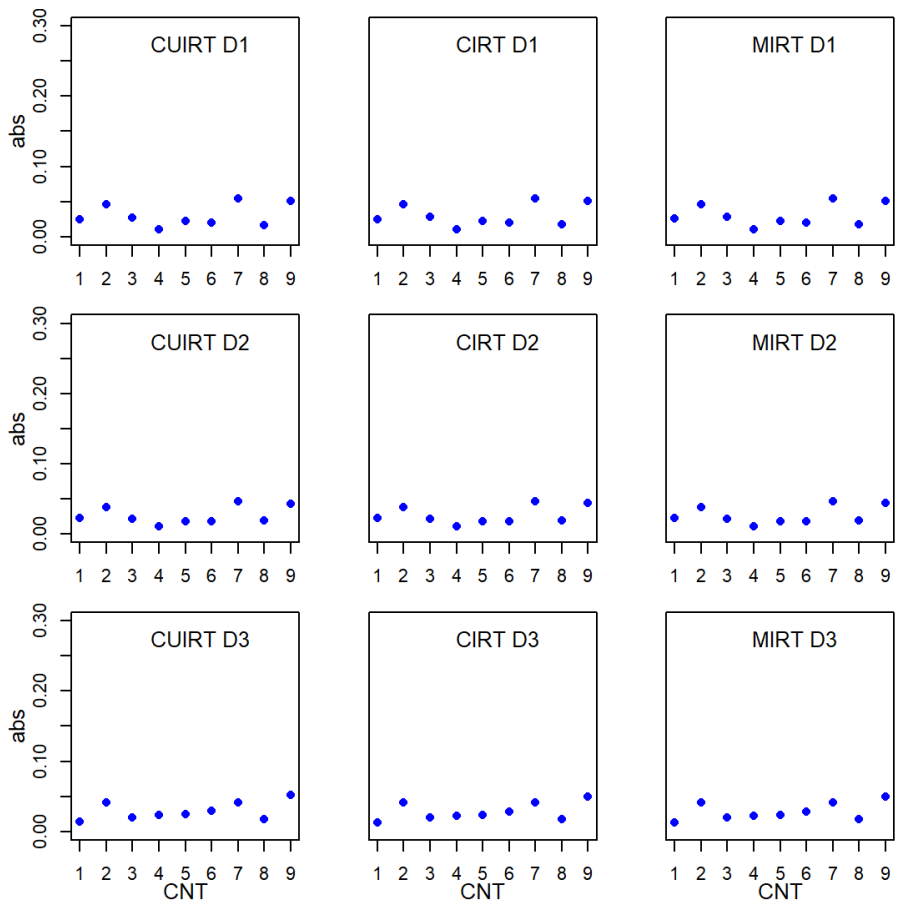 CUIRT D1
CIRT D1
MIRT D1
abs
0.00 0.10 0.20 0.30
1 2 3 4 5 6 7 8 9
1 2 3 4 5 6 7 8 9
1 2 3 4 5 6 7 8 9
CUIRT D2
CIRT D2
MIRT D2
abs
0.00 0.10 0.20 0.30
1 2 3 4 5 6 7 8 9
1 2 3 4 5 6 7 8 9
1 2 3 4 5 6 7 8 9
CUIRT D3
CIRT D3
MIRT D3
abs
0.00 0.10 0.20 0.30
1 2 3 4 5 6 7 8 9
1 2 3 4 5 6 7 8 9
1 2 3 4 5 6 7 8 9
CNT
CNT
CNT